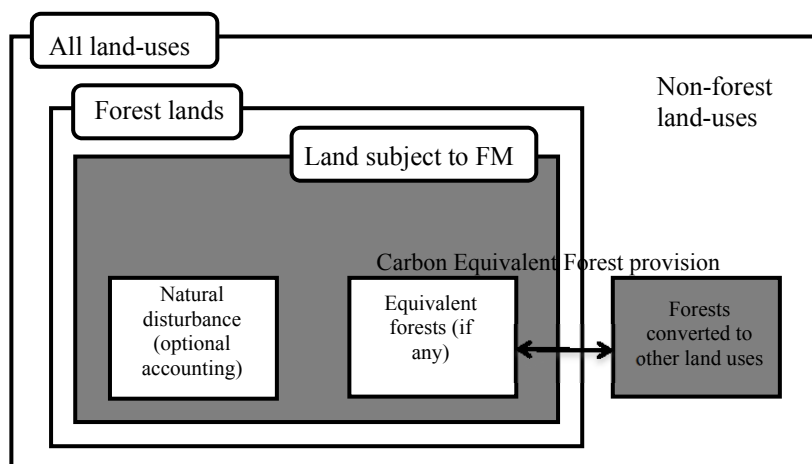 All land-uses
Non-forest
land-uses
Forest lands
Land subject to FM
Carbon Equivalent Forest provision
Natural
disturbance
(optional
accounting)
Equivalent
forests (if
any)
Forests
converted to
other land uses